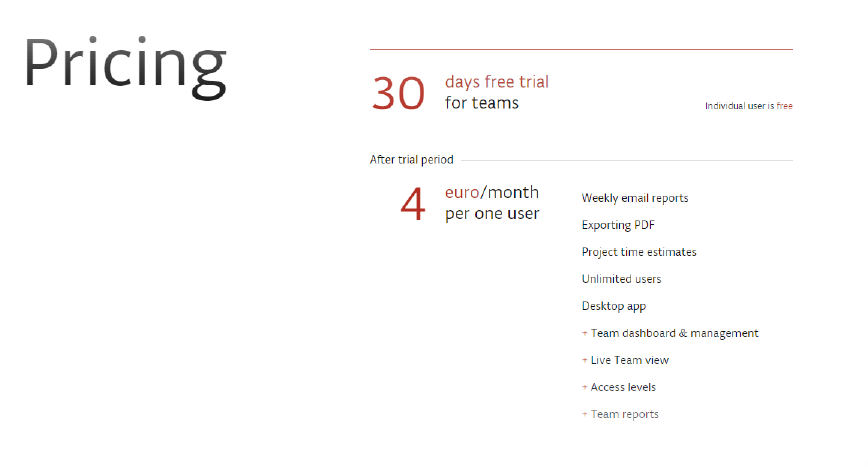 Pricing
30 days free trial
for teams
Individual user is free
After trial period
4 euro/month
per one user
Weekly email reports
Exporting PDF
Project time estimates
Unlimited users
Desktop app
+ Team dashboard & management
+ Live Team view
+ Access levels
+ Team reports